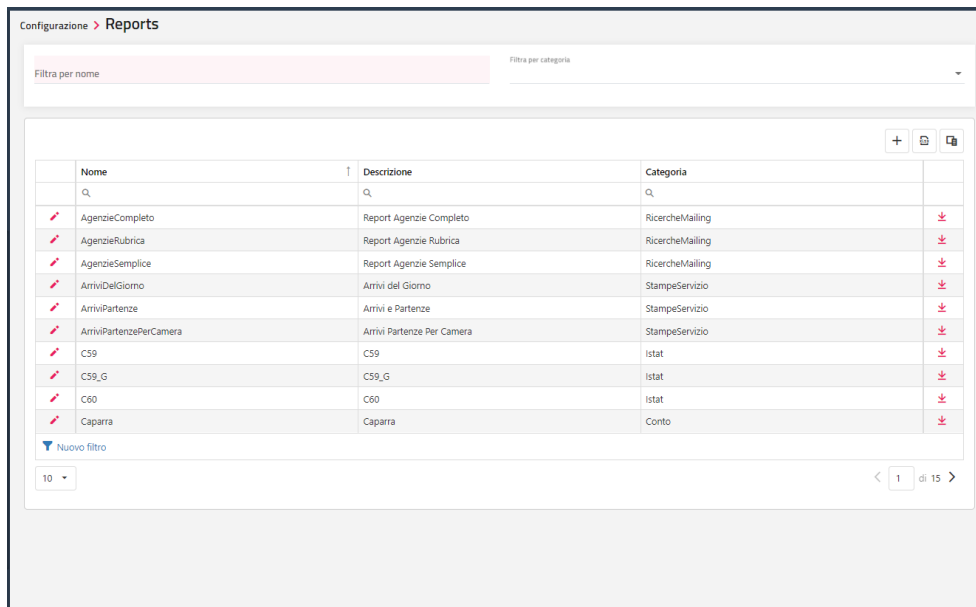 Configurazione > Reports
Filtra per nome
Filtra per categoria
Nome ↑ Descrizione Categoria
AgenzieCompleto Report Agenzie Completo RicercheMailing
AgenzieRubrica Report Agenzie Rubrica RicercheMailing
AgenzieSemplice Report Agenzie Semplice RicercheMailing
ArriviDelGiorno Arrivi del Giorno StampeServizio
ArriviPartenze Arrivi e Partenze StampeServizio
ArriviPartenzePerCamera Arrivi Partenze Per Camera StampeServizio
C59 C59 Istat
C59_G C59_G Istat
C60 C60 Istat
Caparra Caparra Conto
Nuovo filtro
10 < 1 di 15 >